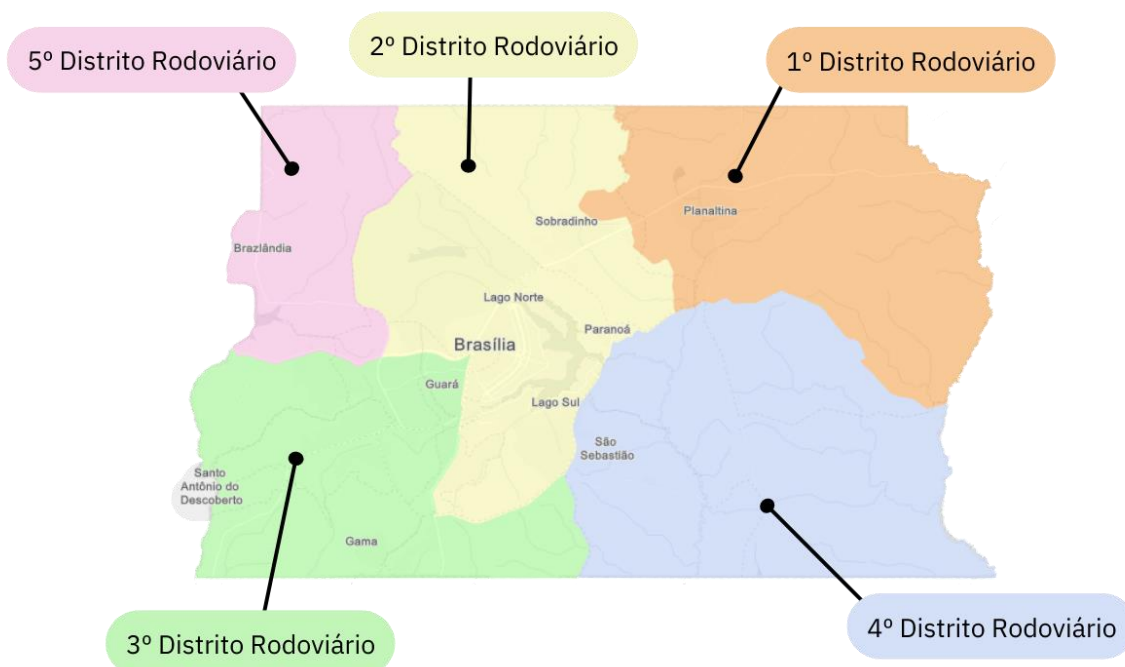 5º Distrito Rodoviário
2º Distrito Rodoviário
1º Distrito Rodoviário
Sobradinho
Planaltina
Brazlândia
Lago Norte
Paranoá
Brasília
Guará
Lago Sul
São
Sebastião
Santo
Antônio do
Descoberto
Gama
4º Distrito Rodoviário
3º Distrito Rodoviário